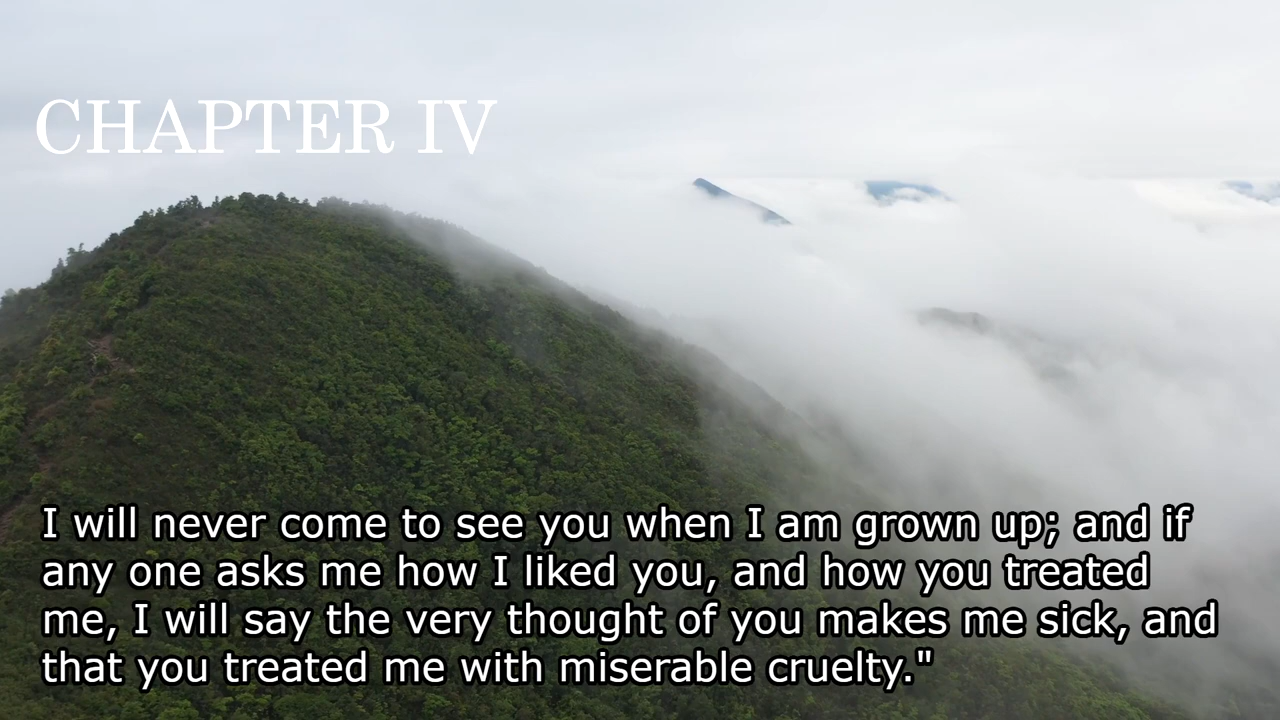 CHAPTER IV
I will never come to see you when I am grown up; and if
any one asks me how I liked you, and how you treated
me, I will say the very thought of you makes me sick, and
that you treated me with miserable cruelty."